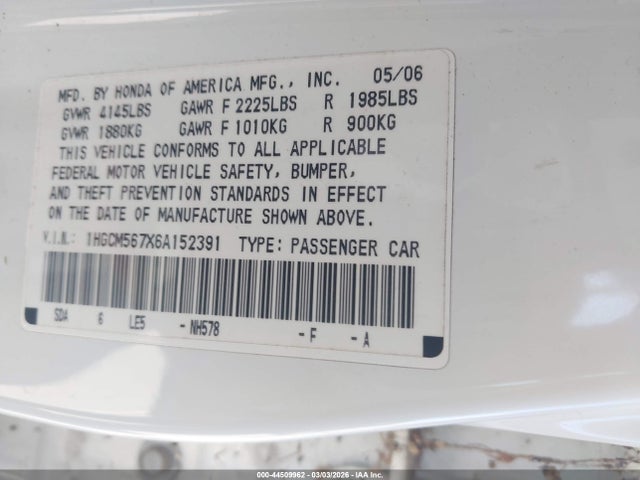 MFD. BY HONDA OF AMERICA MFG., INC. 05/06
GVWR 4145LBS GAWR F 2225LBS R 1985LBS
GVWR 1880KG GAWR F 1010KG R 900KG
THIS VEHICLE CONFORMS TO ALL APPLICABLE
FEDERAL MOTOR VEHICLE SAFETY, BUMPER,
AND THEFT PREVENTION STANDARDS IN EFFECT
ON THE DATE OF MANUFACTURE SHOWN ABOVE.
V.I.N.: 1HGCM567X6A152391 TYPE: PASSENGER CAR
SDA 6 LE5 -NH578 -F -A
000-44509962 - 03/03/2026 - IAA Inc.